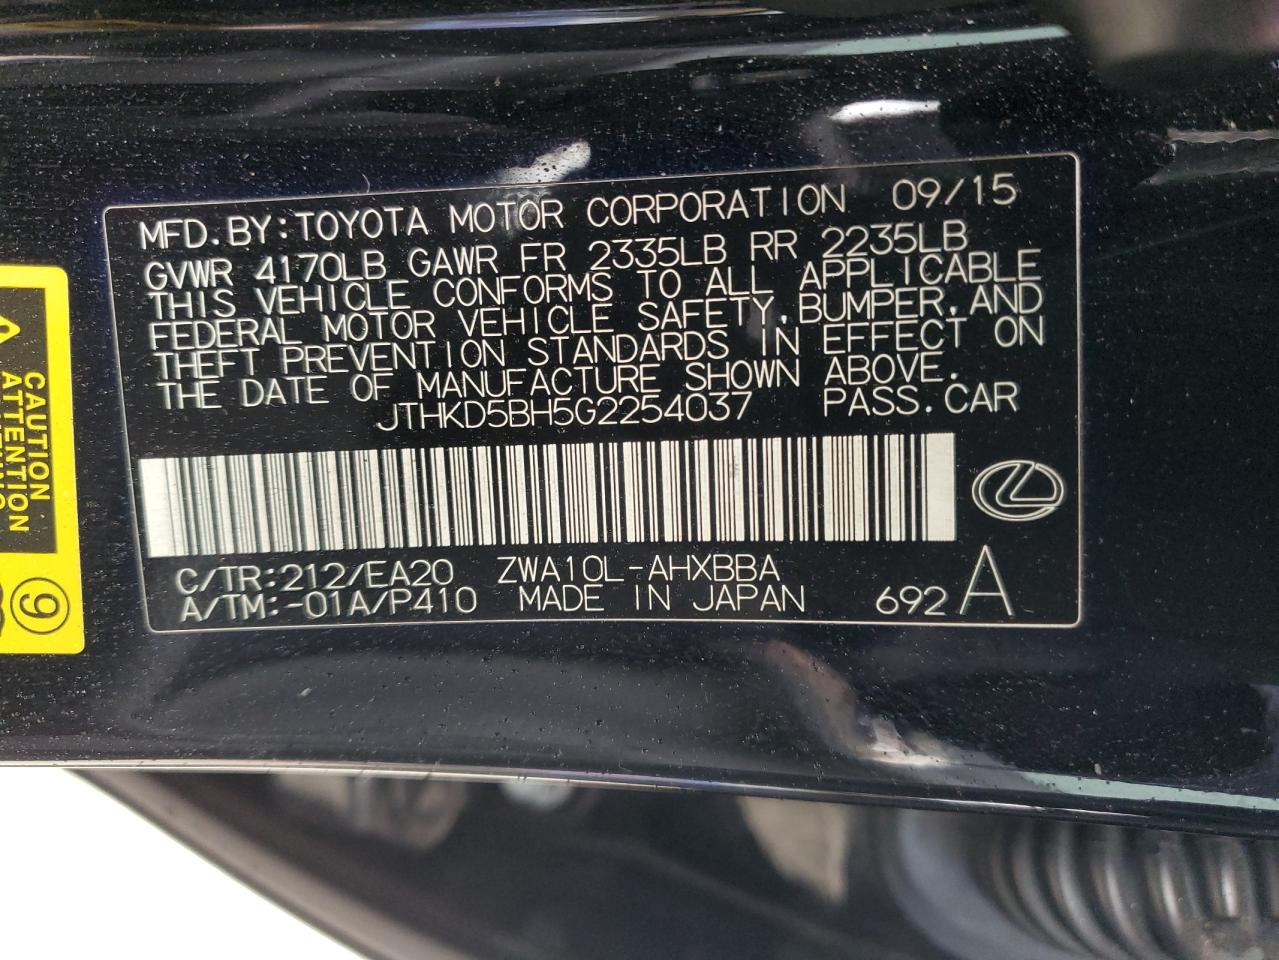 MFD.BY:TOYOTA MOTOR CORPORATION 09/15
GVWR 4170LB GAWR FR 2335LB RR 2235LB
THIS VEHICLE CONFORMS TO ALL APPLICABLE
FEDERAL MOTOR VEHICLE SAFETY,BUMPER,AND
THEFT PREVENTION STANDARDS IN EFFECT ON
THE DATE OF MANUFACTURE SHOWN ABOVE.
JTHKD5BH5G2254037 PASS.CAR
C/TR:212/EA20 ZWA10L-AHXBBA
A/TM:-01A/P410 MADE IN JAPAN 692 A
CAUTION
ATTENTION
9